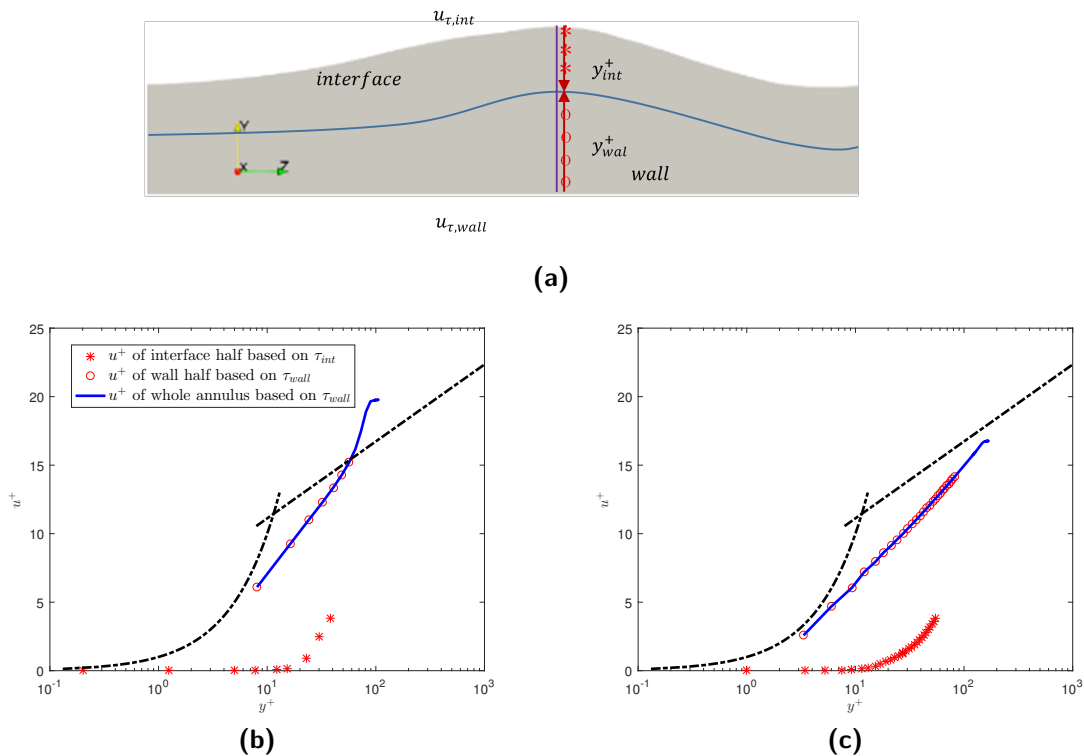 u_{τ,int}
interface
y^+_{int}
Y
X
Z
y^+_{wal}
wall
u_{τ,wall}
(a)
25
20
15
10
5
0
u^+
u^+ of interface half based on τ_{int}
u^+ of wall half based on τ_{wall}
u^+ of whole annulus based on τ_{wall}
10^{-1}
10^0
10^1
10^2
10^3
y^+
(b)
25
20
15
10
5
0
u^+
10^{-1}
10^0
10^1
10^2
10^3
y^+
(c)